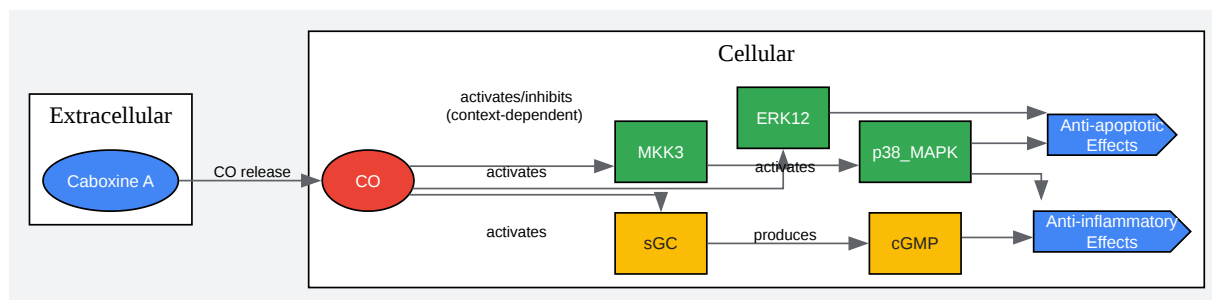 Cellular
Extracellular
activates/inhibits
(context-dependent)
ERK12
Anti-apoptotic
Effects
MKK3
activates
p38_MAPK
Caboxine A
CO release
CO
activates
activates
sGC
produces
cGMP
Anti-inflammatory
Effects